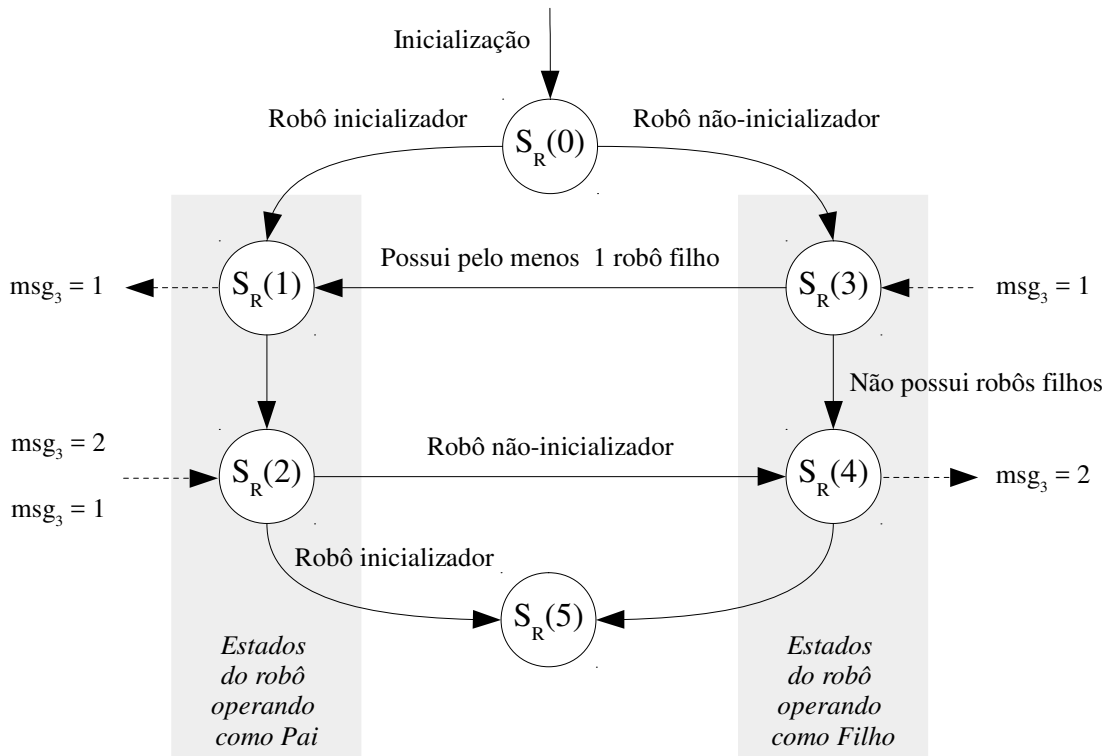 Inicialização
Robô inicializador
Robô não-inicializador
S_R(0)
Possui pelo menos 1 robô filho
msg_3 = 1
S_R(1)
S_R(3)
msg_3 = 1
Não possui robôs filhos
msg_3 = 2
Robô não-inicializador
S_R(2)
S_R(4)
msg_3 = 2
msg_3 = 1
Robô inicializador
S_R(5)
Estados
do robô
operando
como Pai
Estados
do robô
operando
como Filho